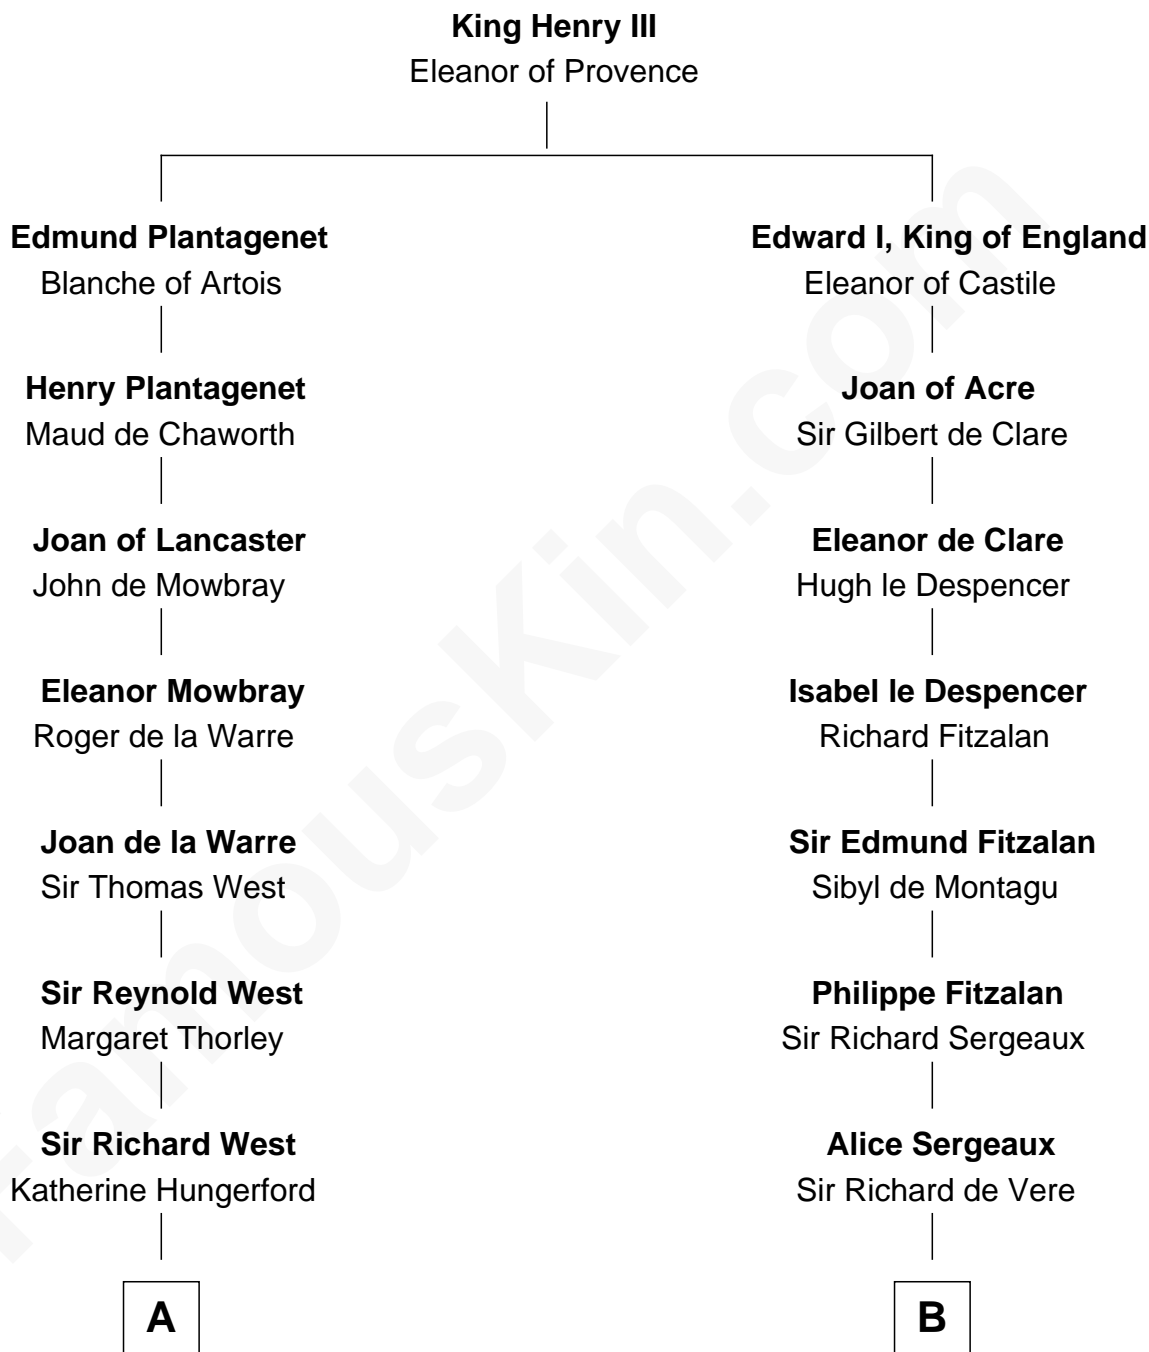 King Henry III
Eleanor of Provence
Edmund Plantagenet
Blanche of Artois
Henry Plantagenet
Maud de Chaworth
Joan of Lancaster
John de Mowbray
Eleanor Mowbray
Roger de la Warre
Joan de la Warre
Sir Thomas West
Sir Reynold West
Margaret Thorley
Sir Richard West
Katherine Hungerford
A
Edward I, King of England
Eleanor of Castile
Joan of Acre
Sir Gilbert de Clare
Eleanor de Clare
Hugh le Despencer
Isabel le Despencer
Richard Fitzalan
Sir Edmund Fitzalan
Sibyl de Montagu
Philippe Fitzalan
Sir Richard Sergeaux
Alice Sergeaux
Sir Richard de Vere
B
FamousKin.com